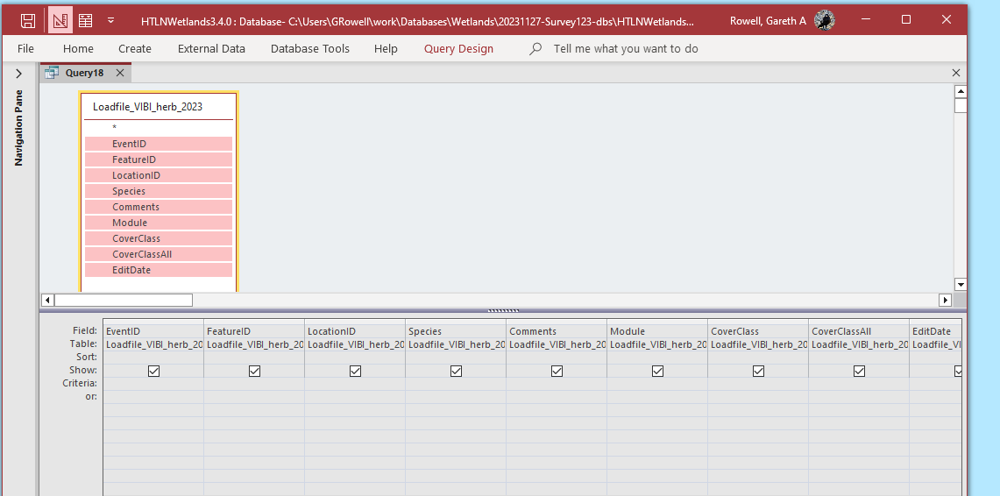 HTLNWetlands3.4.0 : Database- C:\Users\GRowell\work\Databases\Wetlands\20231127-Survey123-dbs\HTLNWetlands... Rowell, Gareth A
File Home Create External Data Database Tools Help Query Design Tell me what you want to do
Query18
Navigation Pane
Loadfile_VIBI_herb_2023
*
EventID
FeatureID
LocationID
Species
Comments
Module
CoverClass
CoverClassAll
EditDate
Field: EventID FeatureID LocationID Species Comments Module CoverClass CoverClassAll EditDate
Table: Loadfile_VIBI_herb_20 Loadfile_VIBI_herb_20 Loadfile_VIBI_herb_20 Loadfile_VIBI_herb_20 Loadfile_VIBI_herb_20 Loadfile_VIBI_herb_20 Loadfile_VIBI_herb_20 Loadfile_VIBI_herb_20 Loadfile_VI
Sort:
Show:
Criteria:
or: